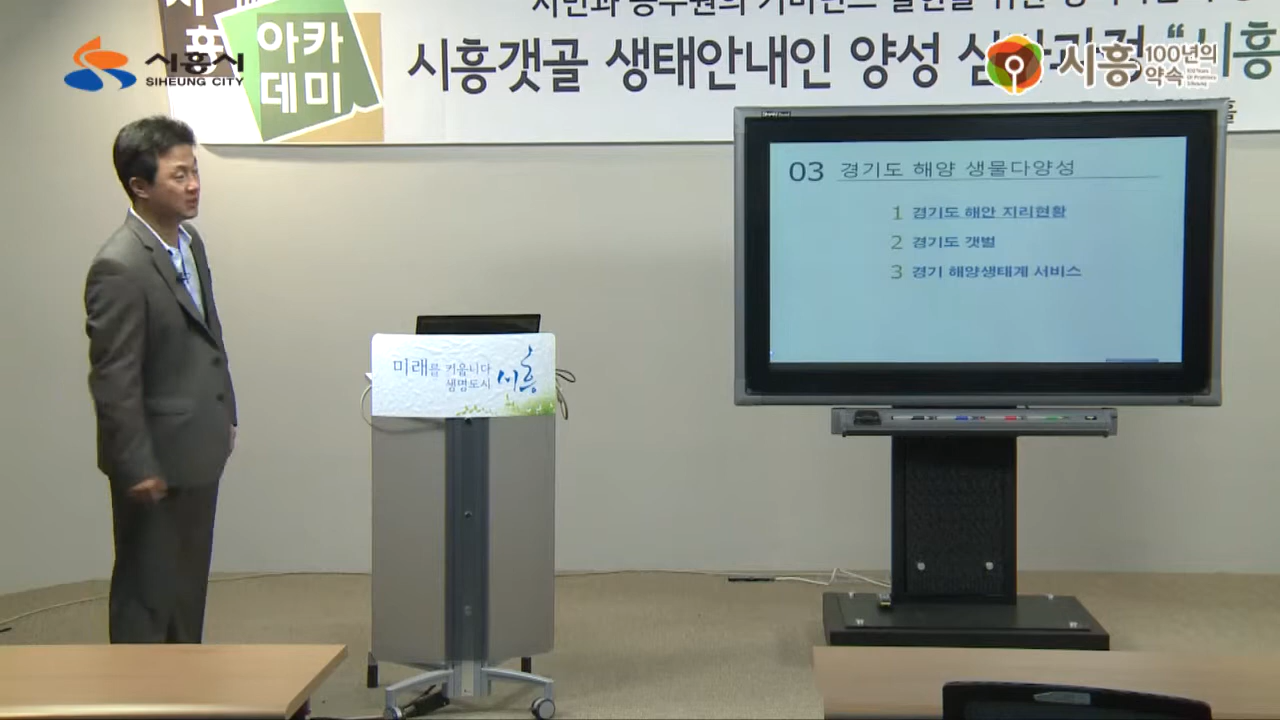 시흥시
SIHEUNG CITY
아카
데미
시흥갯골 생태안내인 양성
"시흥
시흥 100년의
약속
03 경기도 해양 생물다양성
1 경기도 해안 지리현황
2 경기도 갯벌
3 경기 해양생태계 서비스
미래를 키웁니다
생명도시 시흥